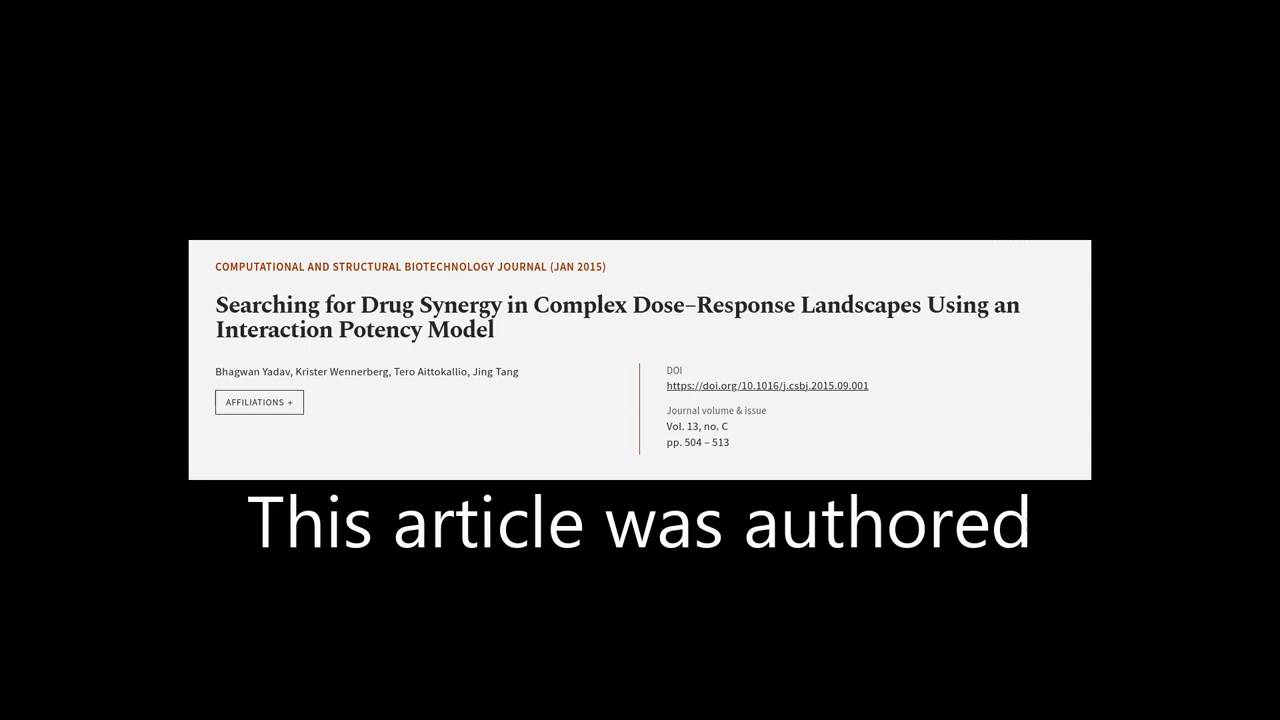 COMPUTATIONAL AND STRUCTURAL BIOTECHNOLOGY JOURNAL (JAN 2015)
Searching for Drug Synergy in Complex Dose–Response Landscapes Using an
Interaction Potency Model
Bhagwan Yadav, Krister Wennerberg, Tero Aittokallio, Jing Tang
AFFILIATIONS +
DOI
https://doi.org/10.1016/j.csbj.2015.09.001
Journal volume & issue
Vol. 13, no. C
pp. 504 – 513
This article was authored